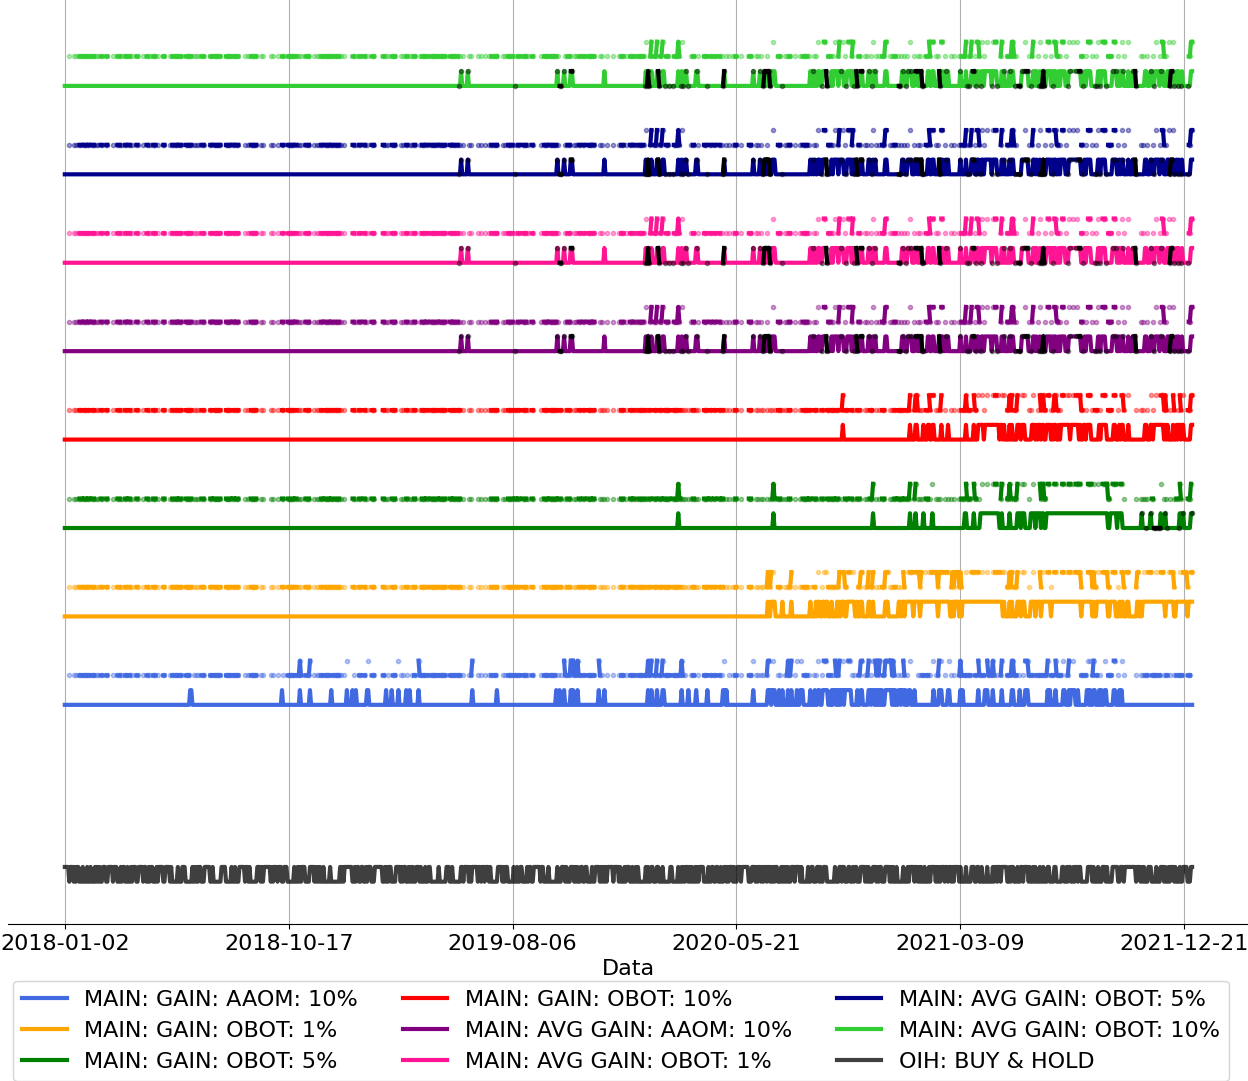 2018-01-02 2018-10-17 2019-08-06 2020-05-21 2021-03-09 2021-12-21
Data
MAIN: GAIN: AAOM: 10% MAIN: GAIN: OBOT: 10% MAIN: AVG GAIN: OBOT: 5%
MAIN: GAIN: OBOT: 1% MAIN: AVG GAIN: AAOM: 10% MAIN: AVG GAIN: OBOT: 10%
MAIN: GAIN: OBOT: 5% MAIN: AVG GAIN: OBOT: 1% OIH: BUY & HOLD